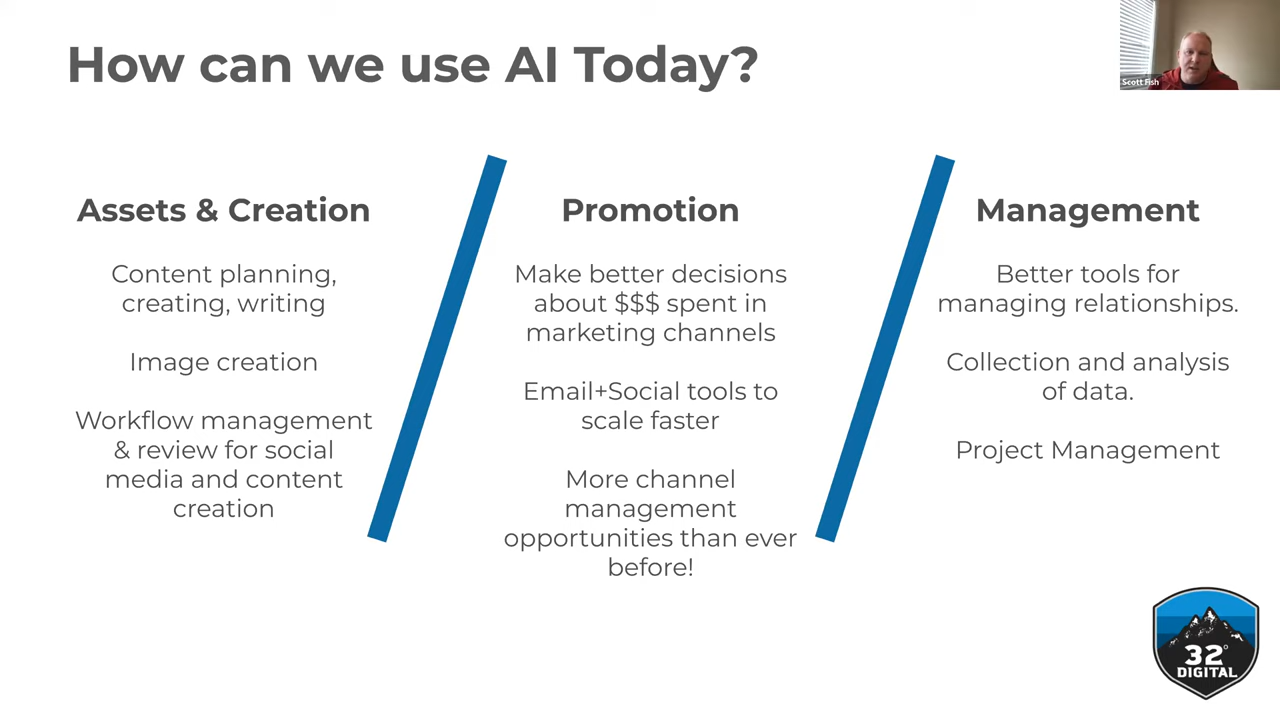 How can we use AI Today?
Scott Fish
Assets & Creation
Content planning,
creating, writing
Image creation
Workflow management
& review for social
media and content
creation
Promotion
Make better decisions
about $$$ spent in
marketing channels
Email+Social tools to
scale faster
More channel
management
opportunities than ever
before!
Management
Better tools for
managing relationships.
Collection and analysis
of data.
Project Management
32°
DIGITAL